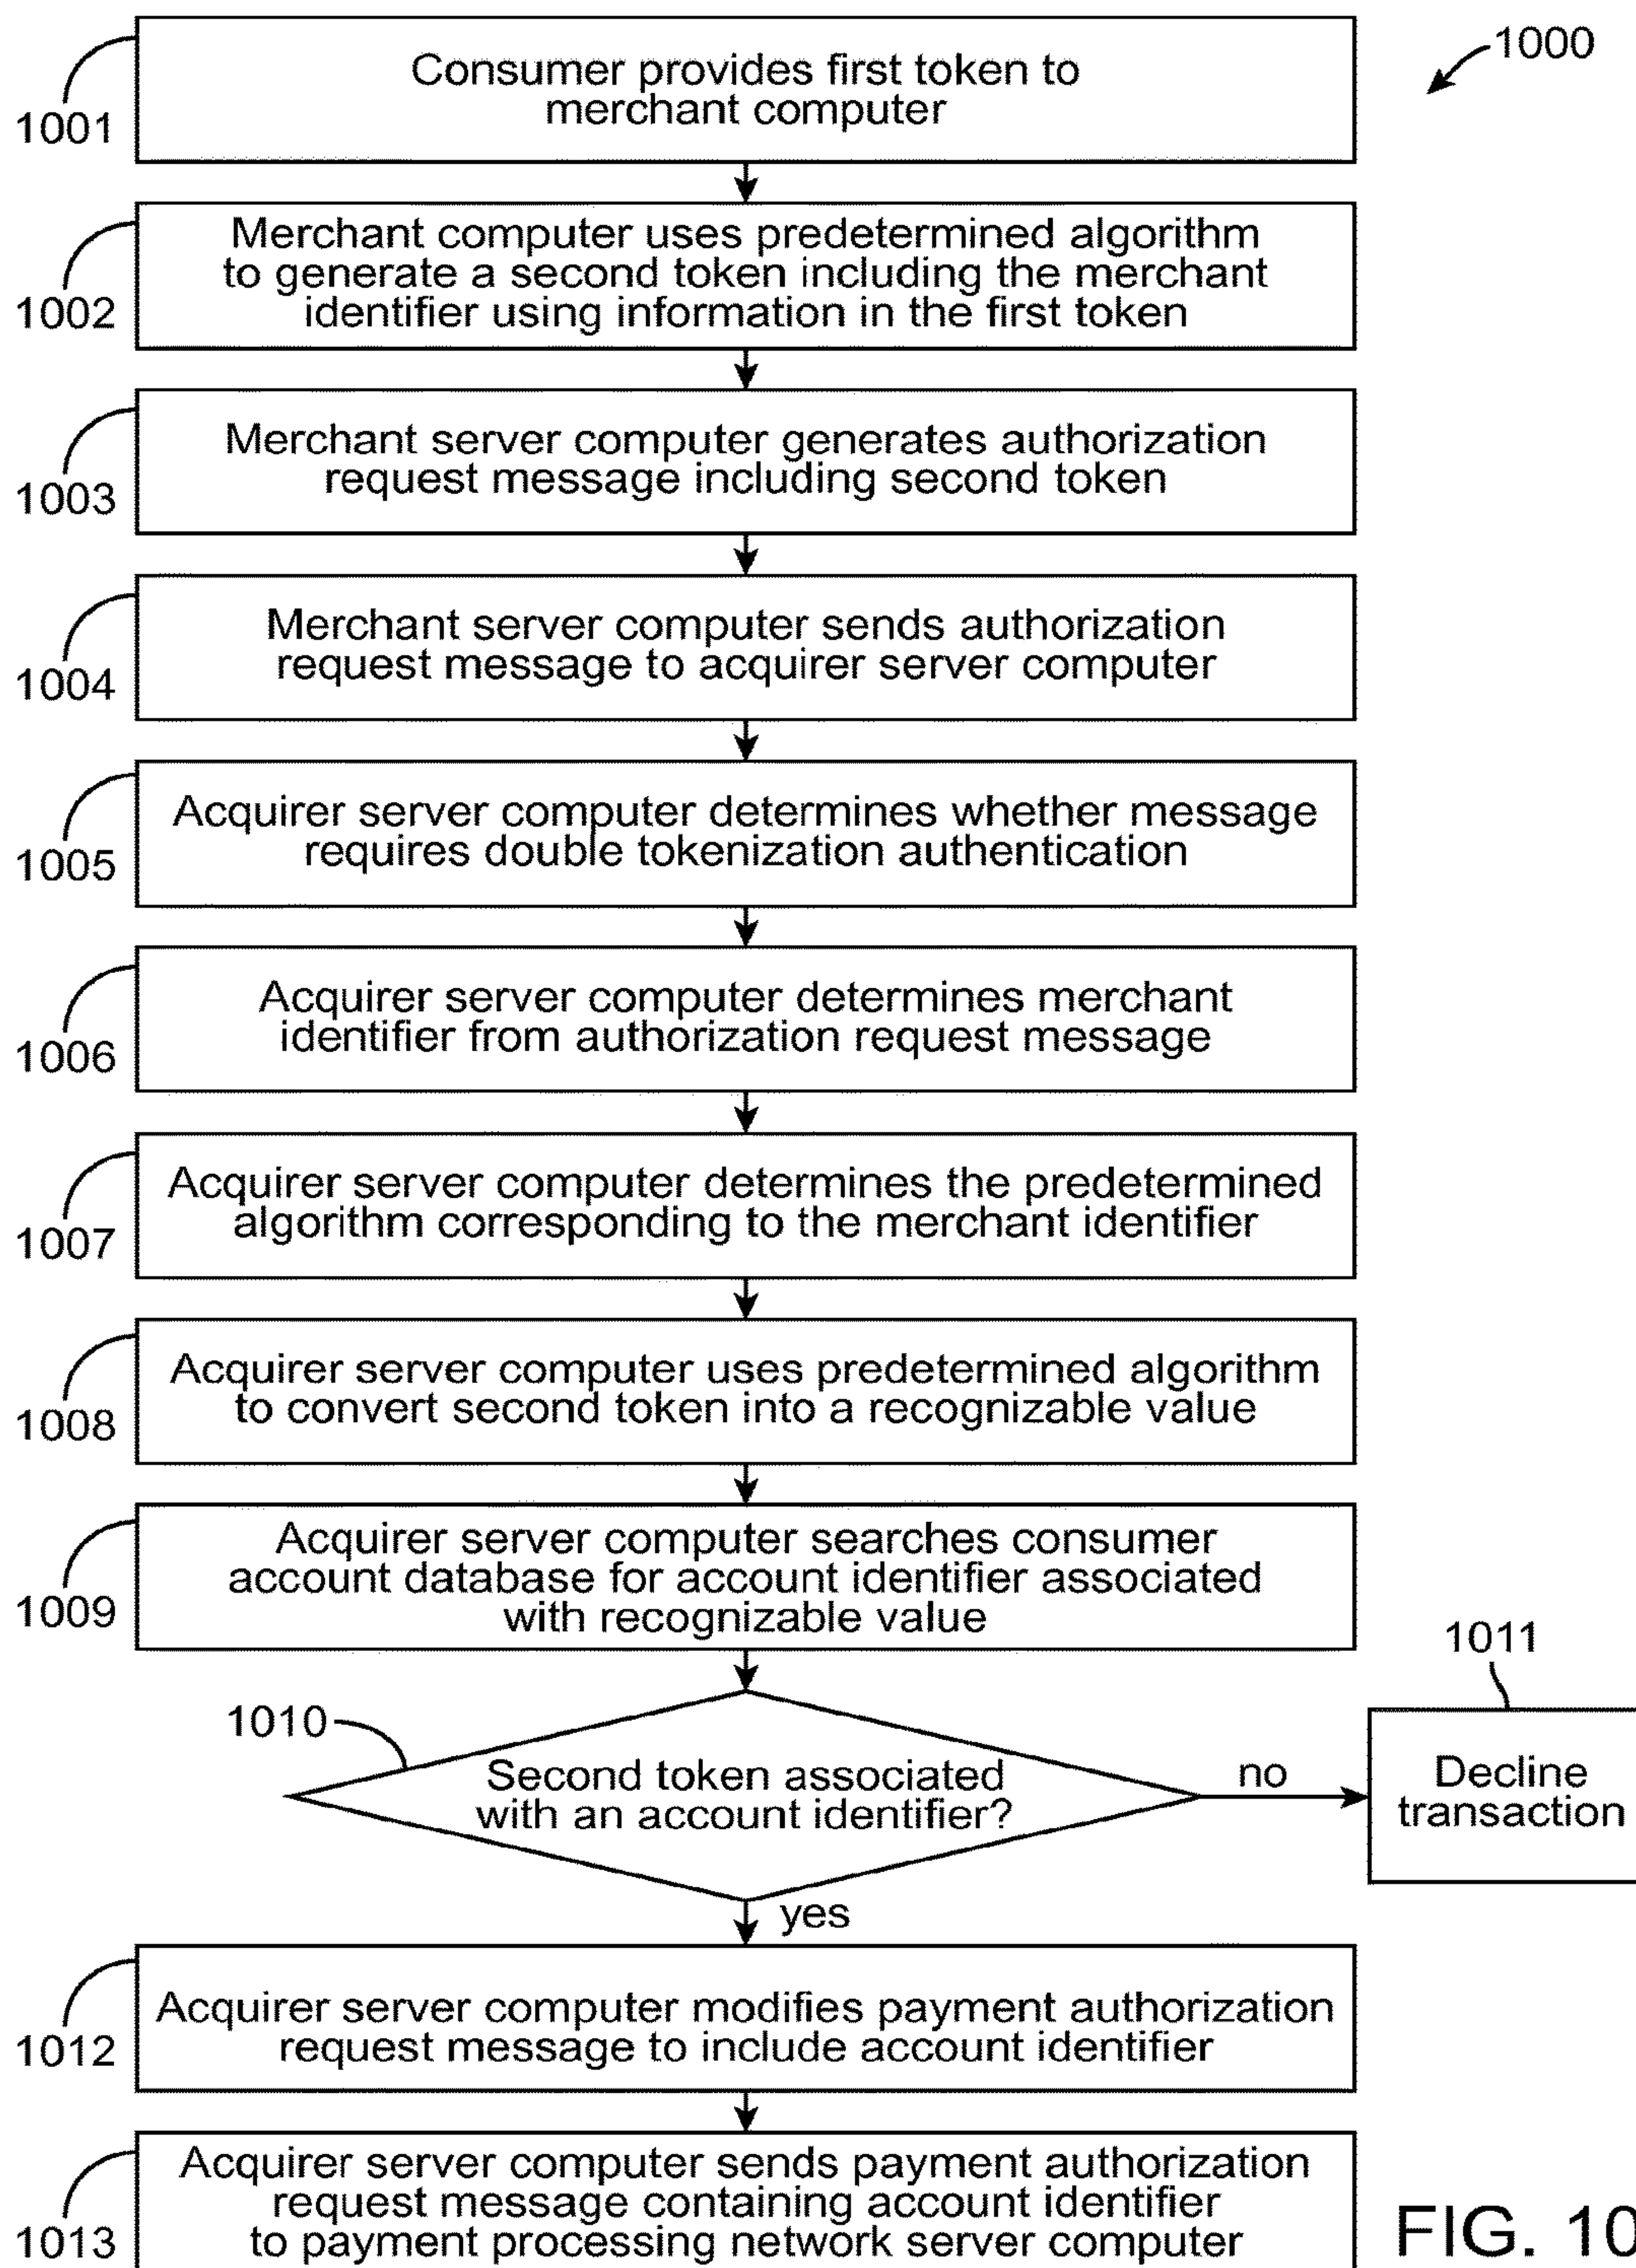 1000
1001
Consumer provides first token to
merchant computer
1002
Merchant computer uses predetermined algorithm
to generate a second token including the merchant
identifier using information in the first token
1003
Merchant server computer generates authorization
request message including second token
1004
Merchant server computer sends authorization
request message to acquirer server computer
1005
Acquirer server computer determines whether message
requires double tokenization authentication
1006
Acquirer server computer determines merchant
identifier from authorization request message
1007
Acquirer server computer determines the predetermined
algorithm corresponding to the merchant identifier
1008
Acquirer server computer uses predetermined algorithm
to convert second token into a recognizable value
1009
Acquirer server computer searches consumer
account database for account identifier associated
with recognizable value
1010
Second token associated
with an account identifier?
no
1011
Decline
transaction
yes
1012
Acquirer server computer modifies payment authorization
request message to include account identifier
1013
Acquirer server computer sends payment authorization
request message containing account identifier
to payment processing network server computer
FIG. 10